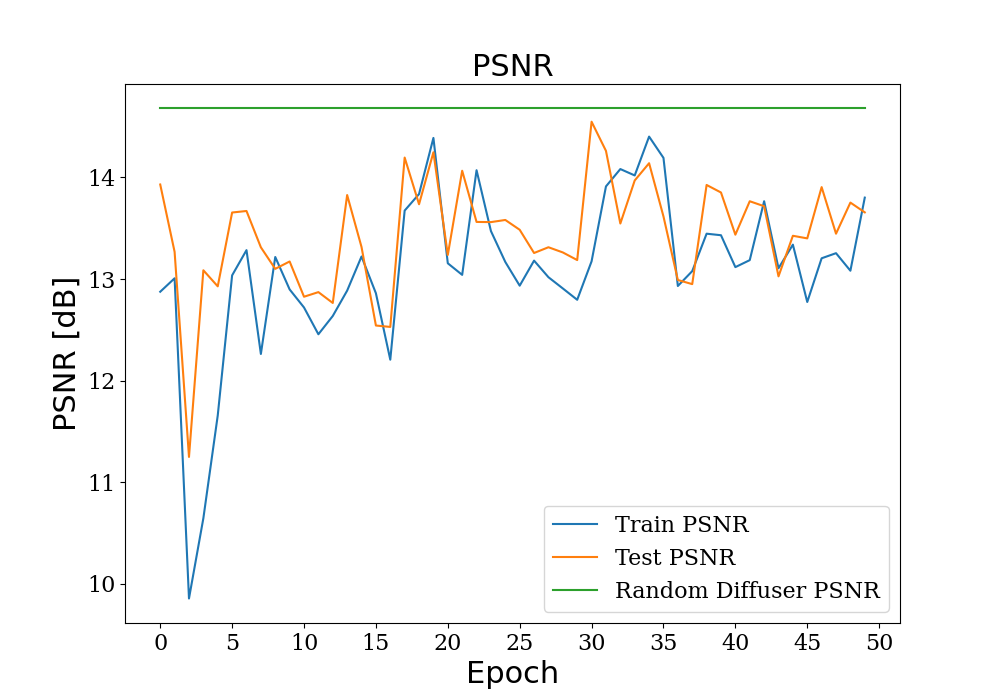 PSNR
PSNR [dB]
14
13
12
11
10
0 5 10 15 20 25 30 35 40 45 50
Epoch
Train PSNR
Test PSNR
Random Diffuser PSNR